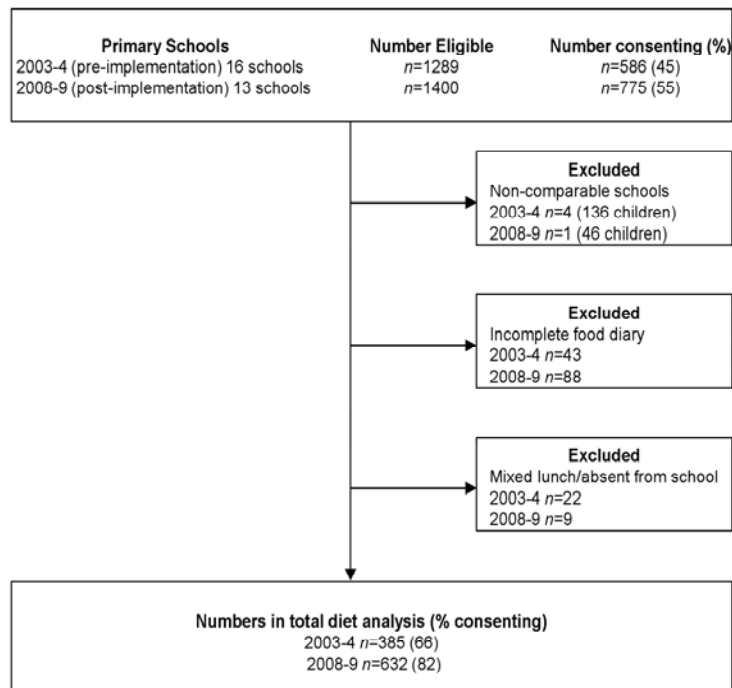 Primary Schools Number Eligible Number consenting (%)
2003-4 (pre-implementation) 16 schools n=1289 n=586 (45)
2008-9 (post-implementation) 13 schools n=1400 n=775 (55)
Excluded
Non-comparable schools
2003-4 n=4 (136 children)
2008-9 n=1 (46 children)
Excluded
Incomplete food diary
2003-4 n=43
2008-9 n=88
Excluded
Mixed lunch/absent from school
2003-4 n=22
2008-9 n=9
Numbers in total diet analysis (% consenting)
2003-4 n=385 (66)
2008-9 n=632 (82)